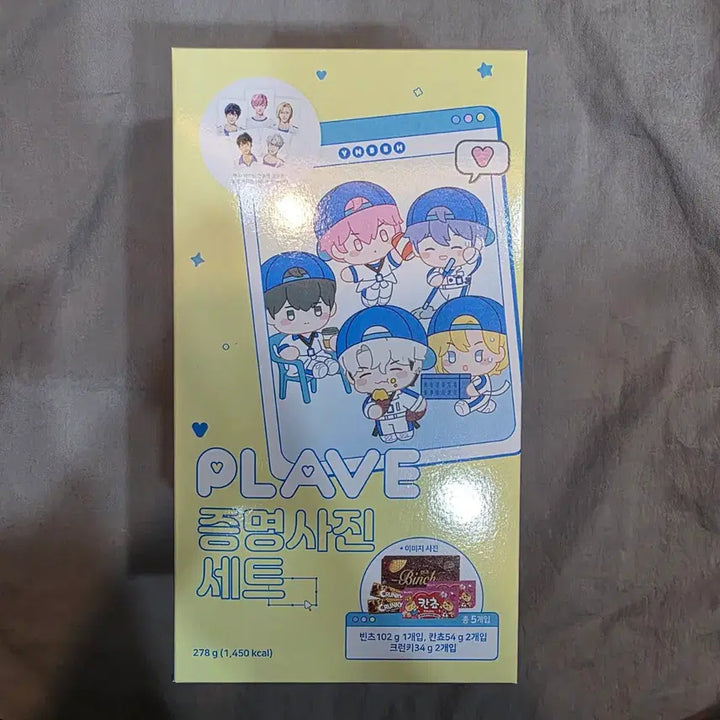 YNBBH
PLAVE
증명사진
세트
* 이미지 사진
Binch
CRUNKY
CRUNKY
칸쵸
총 5개입
빈츠102 g 1개입, 칸쵸54 g 2개입
크런키34 g 2개입
278 g (1,450 kcal)